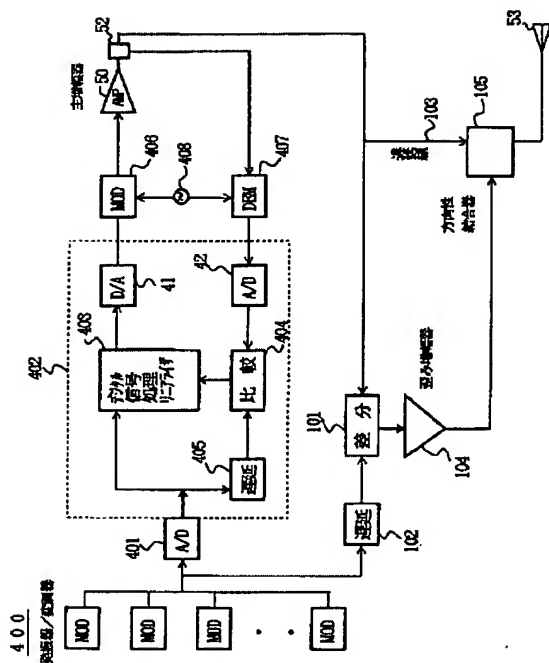 400
発振器/変調器
MOD
MOD
MOD
・
・
MOD
401
A/D
402
403
デジタル
信号
処理
リニアライザ
405
遅延
404
比較
D/A
41
A/D
42
MOD
406
408
DEM
407
主増幅器
50
AMP
52
102
遅延
101
差分
104
歪み増幅器
遅延線
103
方向性
結合器
105
53